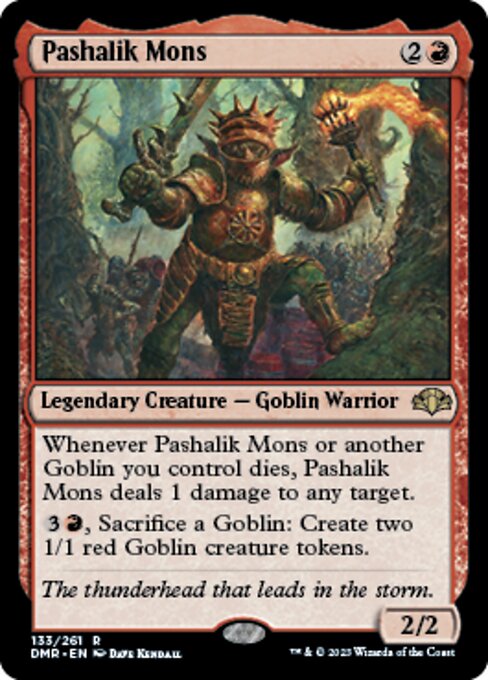 Pashalik Mons 2
Legendary Creature — Goblin Warrior
Whenever Pashalik Mons or another
Goblin you control dies, Pashalik
Mons deals 1 damage to any target.
3, Sacrifice a Goblin: Create two
1/1 red Goblin creature tokens.
The thunderhead that leads in the storm.
2/2
133/261 R
DMR • EN Dave Kendall
™ & © 2023 Wizards of the Coast